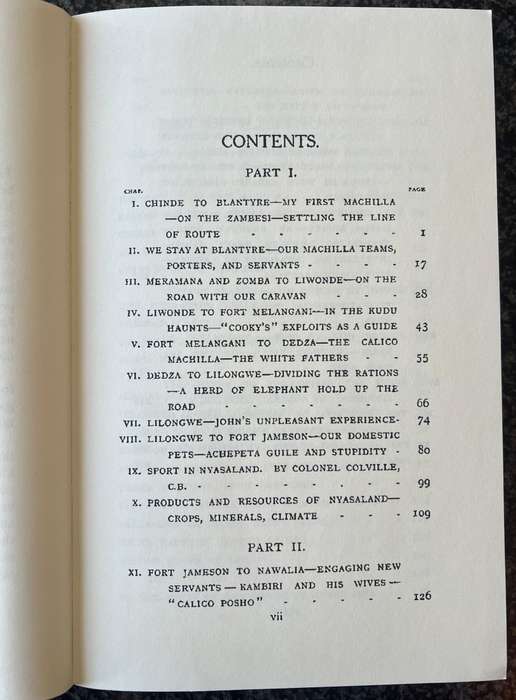 CONTENTS.
PART I.
CHAP. PAGE
I. CHINDE TO BLANTYRE—MY FIRST MACHILLA
—ON THE ZAMBESI—SETTLING THE LINE
OF ROUTE - - - - - - 1
II. WE STAY AT BLANTYRE—OUR MACHILLA TEAMS,
PORTERS, AND SERVANTS - - - - 17
III. MERAMANA AND ZOMBA TO LIWONDE—ON THE
ROAD WITH OUR CARAVAN - - - 28
IV. LIWONDE TO FORT MELANGANI—IN THE KUDU
HAUNTS—"COOKY'S" EXPLOITS AS A GUIDE 43
V. FORT MELANGANI TO DEDZA—THE CALICO
MACHILLA—THE WHITE FATHERS - - 55
VI. DEDZA TO LILONGWE—DIVIDING THE RATIONS
—A HERD OF ELEPHANT HOLD UP THE
ROAD - - - - - - - 66
VII. LILONGWE—JOHN'S UNPLEASANT EXPERIENCE- 74
VIII. LILONGWE TO FORT JAMESON—OUR DOMESTIC
PETS—ACHEPETA GUILE AND STUPIDITY - 80
IX. SPORT IN NYASALAND. BY COLONEL COLVILLE,
C.B. - - - - - - - 99
X. PRODUCTS AND RESOURCES OF NYASALAND—
CROPS, MINERALS, CLIMATE - - - 109
PART II.
XI. FORT JAMESON TO NAWALIA—ENGAGING NEW
SERVANTS—KAMBIRI AND HIS WIVES—
"CALICO POSHO" - - - - - 126
vii